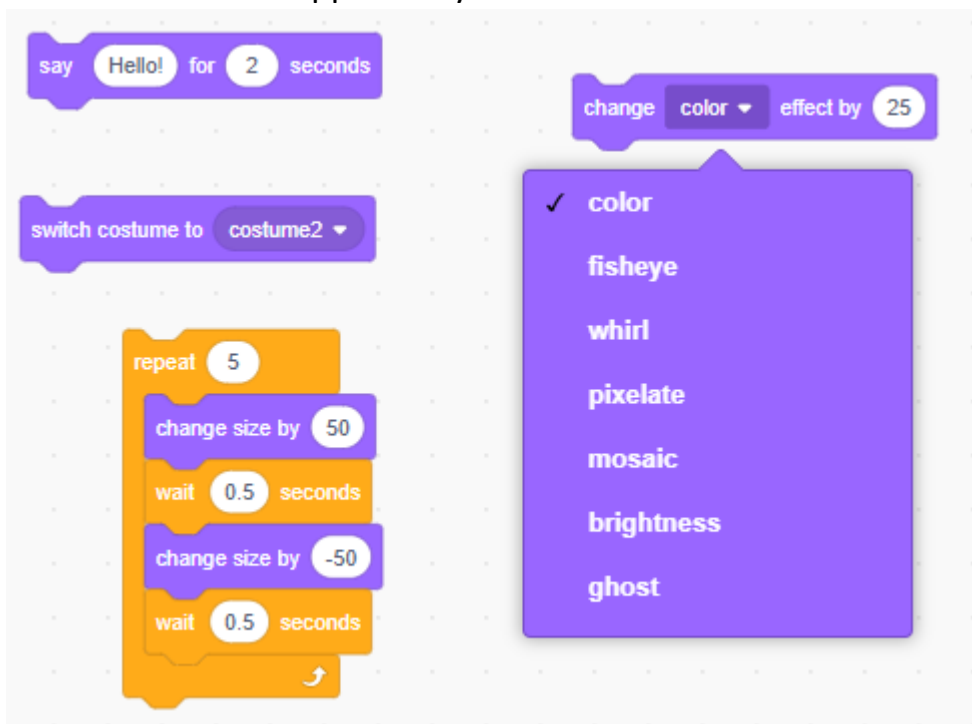 say Hello! for 2 seconds
change color effect by 25
color
fisheye
whirl
pixelate
mosaic
brightness
ghost
switch costume to costume2
repeat 5
change size by 50
wait 0.5 seconds
change size by -50
wait 0.5 seconds